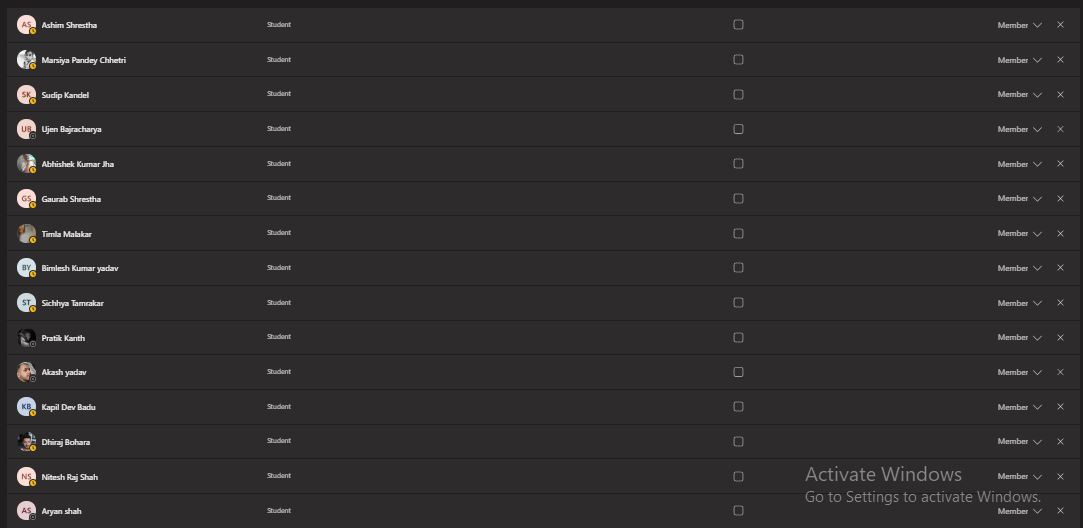 AS Ashim Shrestha Student Member
Marsiya Pandey Chhetri Student Member
SK Sudip Kandel Student Member
UB Ujen Bajracharya Student Member
Abhishek Kumar Jha Student Member
GS Gaurab Shrestha Student Member
Timla Malakar Student Member
BY Bimlesh Kumar yadav Student Member
ST Sichhya Tamrakar Student Member
Pratik Kanth Student Member
Akash yadav Student Member
KB Kapil Dev Badu Student Member
Dhiraj Bohara Student Member
NS Nitesh Raj Shah Student Member
Activate Windows
Go to Settings to activate Windows.
AS Aryan shah Student Member